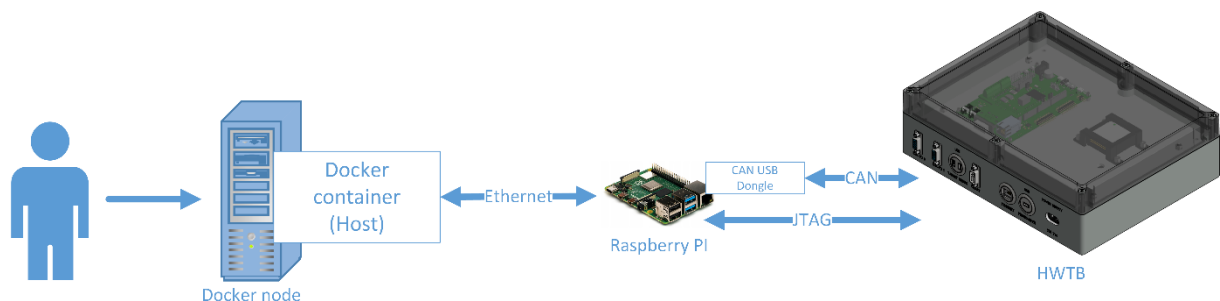 Docker
container
(Host)
Docker node
Ethernet
Raspberry PI
CAN USB
Dongle
CAN
JTAG
HWTB